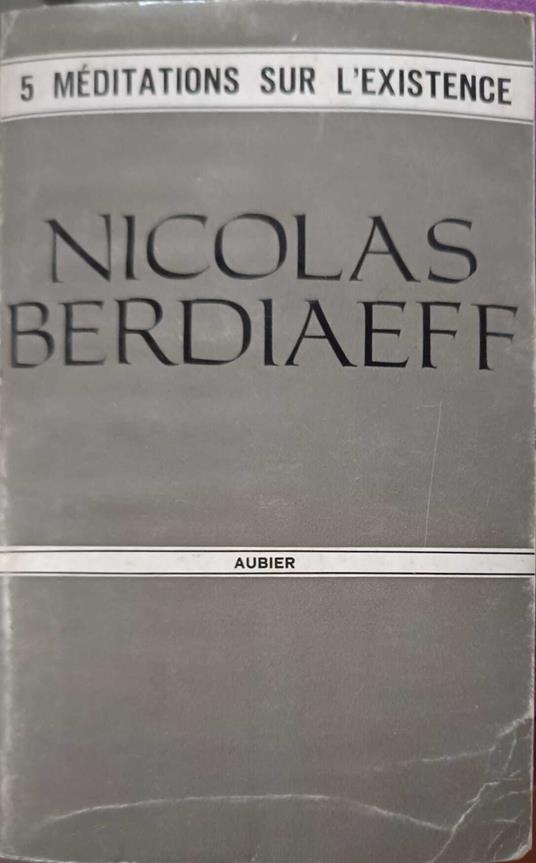 5 MÉDITATIONS SUR L'EXISTENCE
NICOLAS
BERDIAEFF
AUBIER